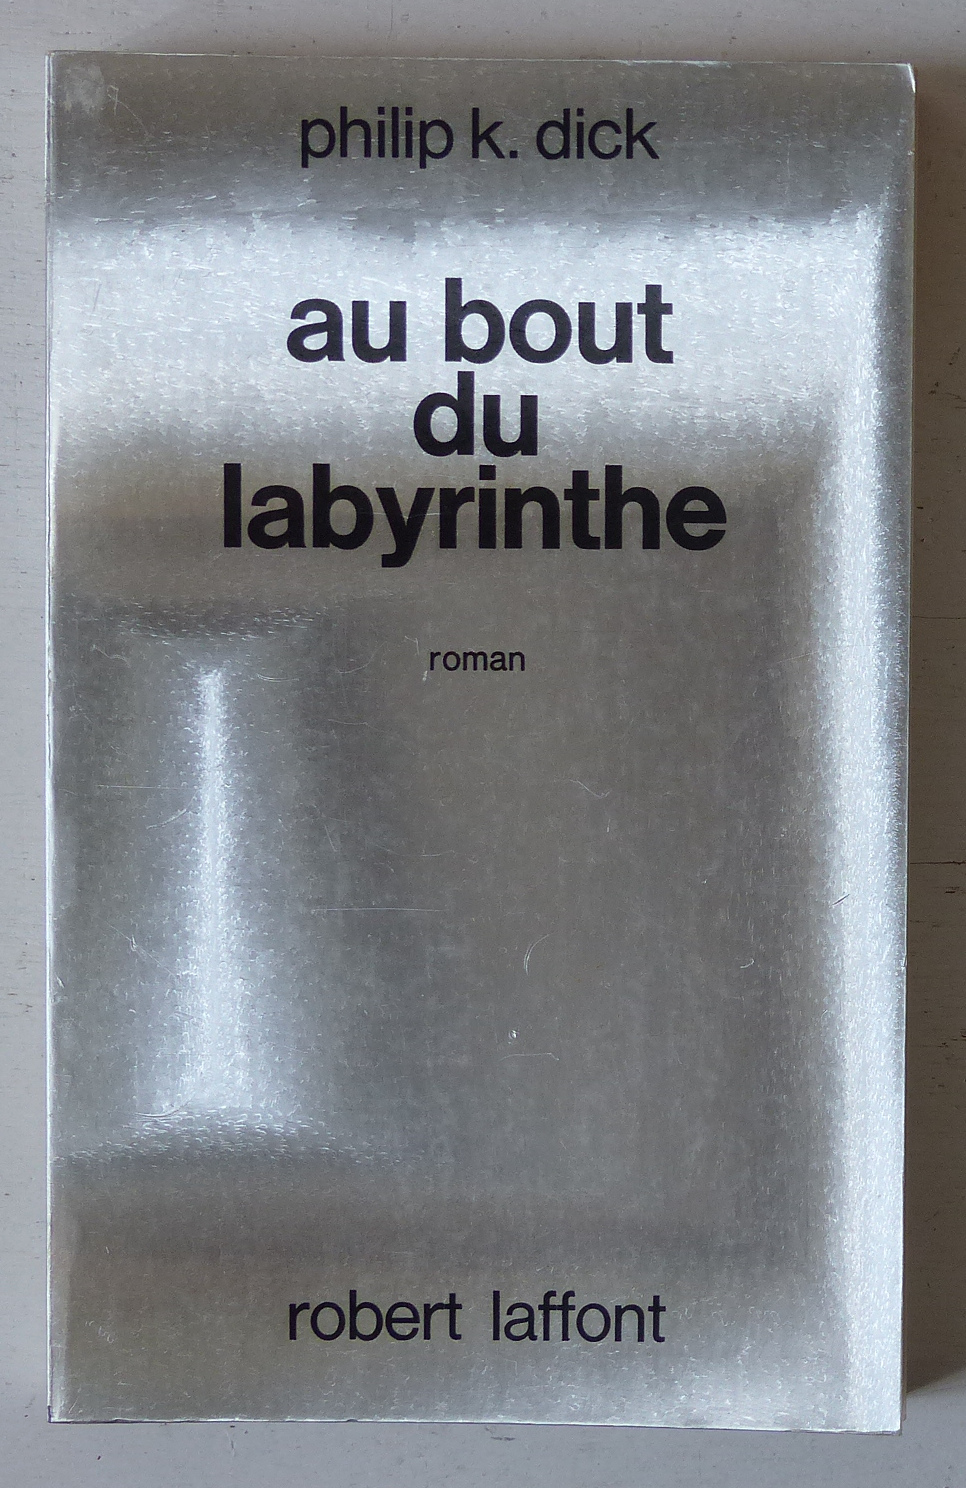 philip k. dick
au bout
du
labyrinthe
roman
robert laffont